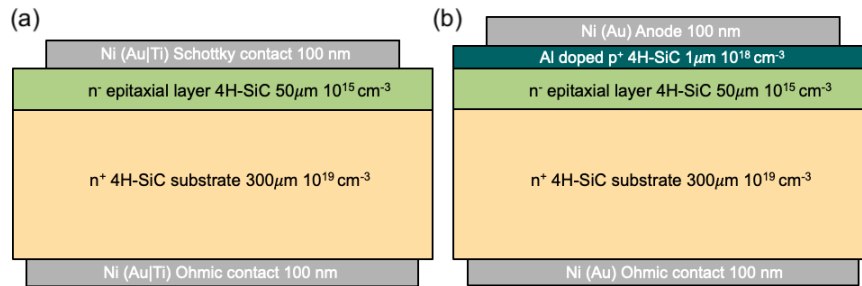 (a)
Ni (Au|Ti) Schottky contact 100 nm
n⁻ epitaxial layer 4H-SiC 50μm 10¹⁵ cm⁻³
n⁺ 4H-SiC substrate 300μm 10¹⁹ cm⁻³
Ni (Au|Ti) Ohmic contact 100 nm
(b)
Ni (Au) Anode 100 nm
Al doped p⁺ 4H-SiC 1μm 10¹⁸ cm⁻³
n⁻ epitaxial layer 4H-SiC 50μm 10¹⁵ cm⁻³
n⁺ 4H-SiC substrate 300μm 10¹⁹ cm⁻³
Ni (Au) Ohmic contact 100 nm